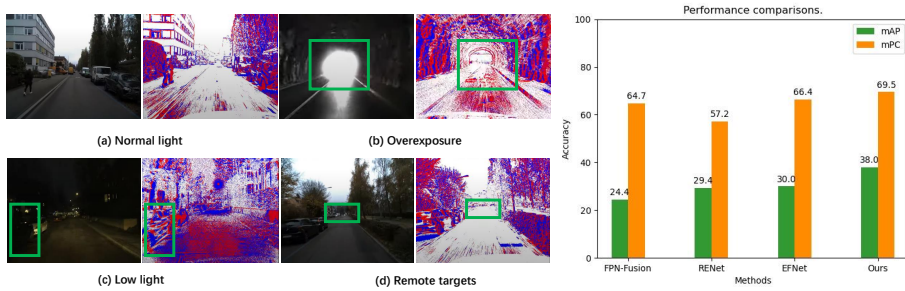 (a) Normal light
(b) Overexposure
(c) Low light
(d) Remote targets
Performance comparisons.
mAP
mPC
100
80
60
40
20
0
Accuracy
64.7
57.2
66.4
69.5
24.4
29.4
30.0
38.0
FPN-Fusion
RENet
EFNet
Ours
Methods